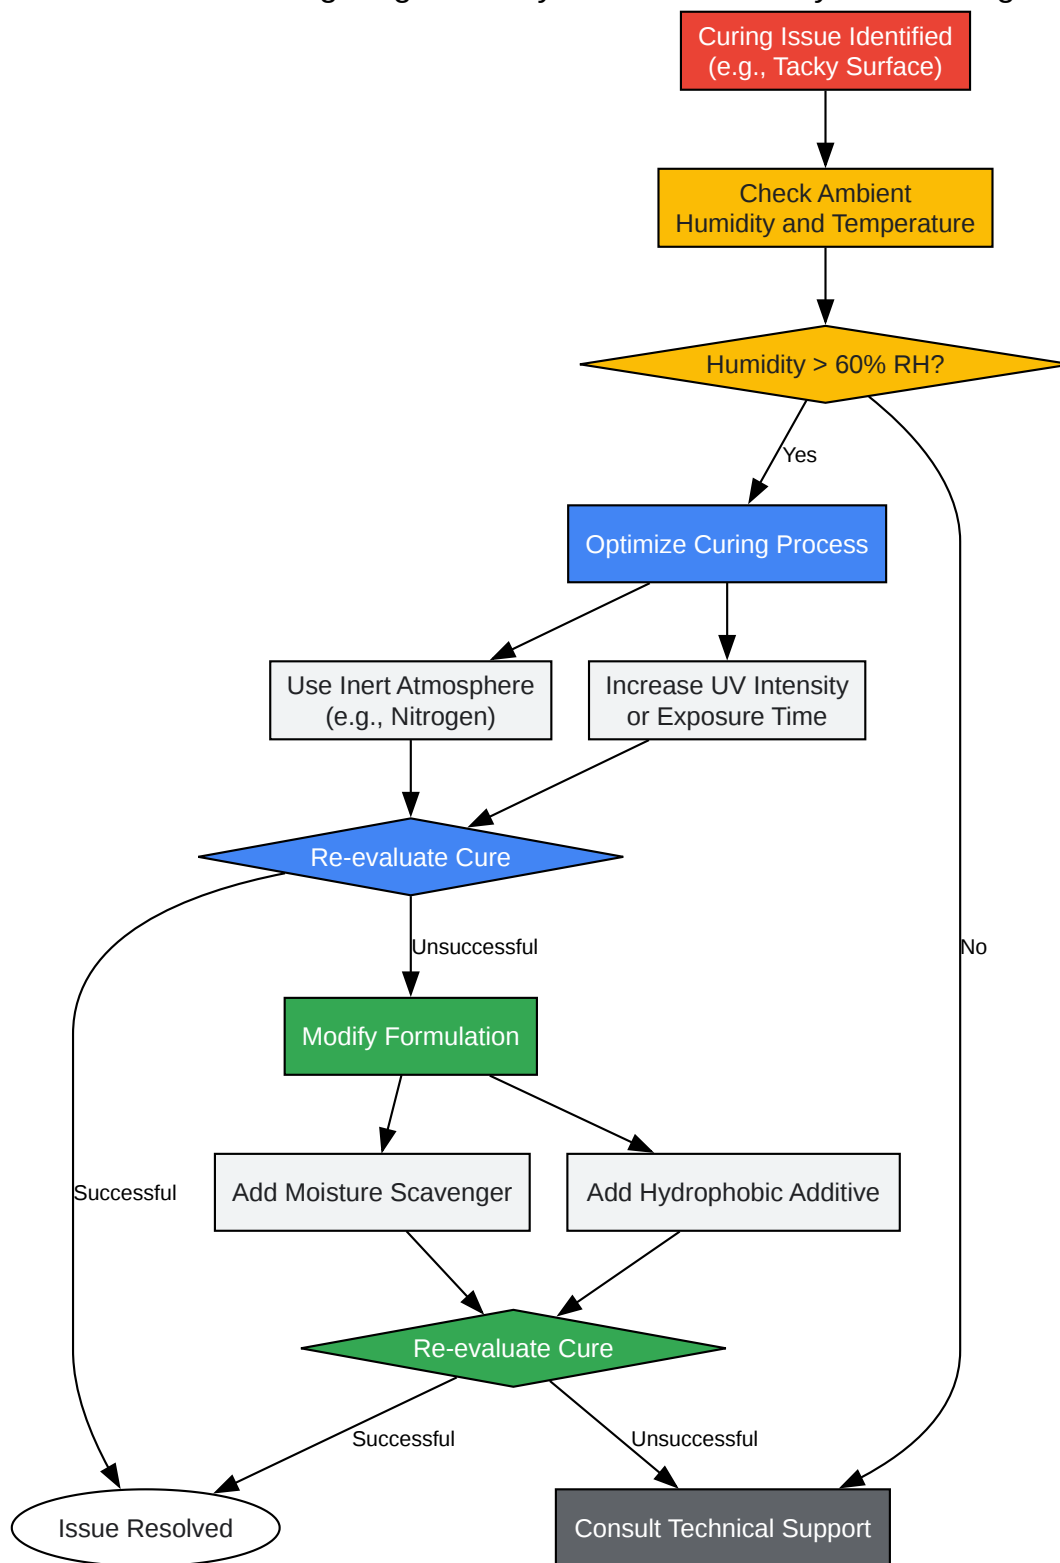 Curing Issue Identified
(e.g., Tacky Surface)
Check Ambient
Humidity and Temperature
Humidity > 60% RH?
Yes
Optimize Curing Process
Use Inert Atmosphere
(e.g., Nitrogen)
Increase UV Intensity
or Exposure Time
Re-evaluate Cure
Unsuccessful
No
Modify Formulation
Successful
Add Moisture Scavenger
Add Hydrophobic Additive
Re-evaluate Cure
Successful
Unsuccessful
Issue Resolved
Consult Technical Support